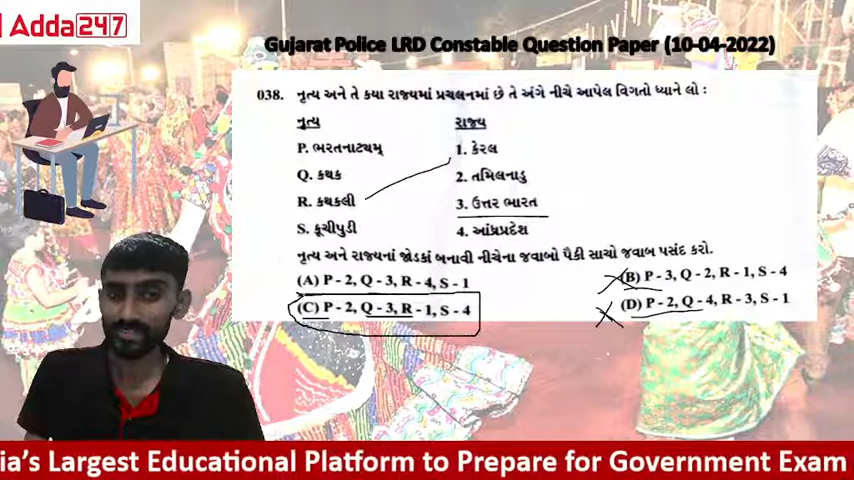 Adda247
Gujarat Police LRD Constable Question Paper (10-04-2022)
038. નૃત્ય અને તે કયા રાજ્યમાં પ્રચલનમાં છે તે અંગે નીચે આપેલ વિગતો ધ્યાને લો :
નૃત્ય રાજ્ય
P. ભરતનાટ્યમ્ 1. કેરલ
Q. કથક 2. તમિલનાડુ
R. કથકલી 3. ઉત્તર ભારત
S. કૂચીપુડી 4. આંધ્રપ્રદેશ
નૃત્ય અને રાજ્યનાં જોડકાં બનાવી નીચેના જવાબો પૈકી સાચો જવાબ પસંદ કરો.
(A) P - 2, Q - 3, R - 4, S - 1 (B) P - 3, Q - 2, R - 1, S - 4
(C) P - 2, Q - 3, R - 1, S - 4 (D) P - 2, Q - 4, R - 3, S - 1
ia's Largest Educational Platform to Prepare for Government Exam